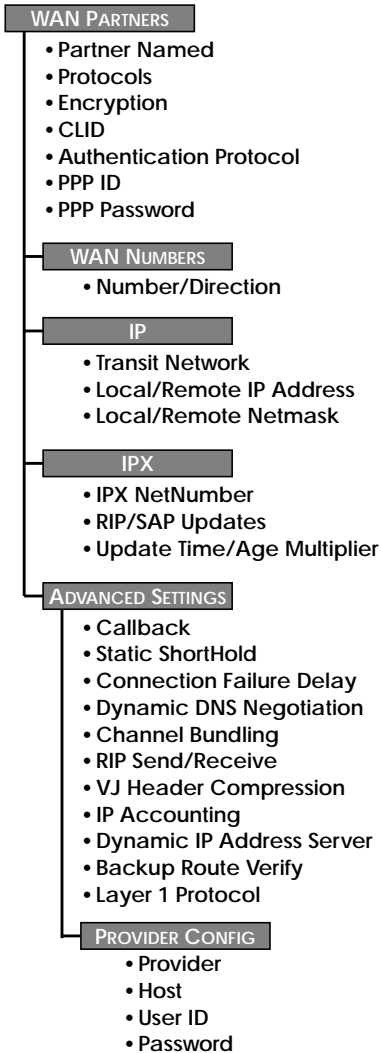 WAN PARTNERS
• Partner Named
• Protocols
• Encryption
• CLID
• Authentication Protocol
• PPP ID
• PPP Password
WAN NUMBERS
• Number/Direction
IP
• Transit Network
• Local/Remote IP Address
• Local/Remote Netmask
IPX
• IPX NetNumber
• RIP/SAP Updates
• Update Time/Age Multiplier
ADVANCED SETTINGS
• Callback
• Static ShortHold
• Connection Failure Delay
• Dynamic DNS Negotiation
• Channel Bundling
• RIP Send/Receive
• VJ Header Compression
• IP Accounting
• Dynamic IP Address Server
• Backup Route Verify
• Layer 1 Protocol
PROVIDER CONFIG
• Provider
• Host
• User ID
• Password